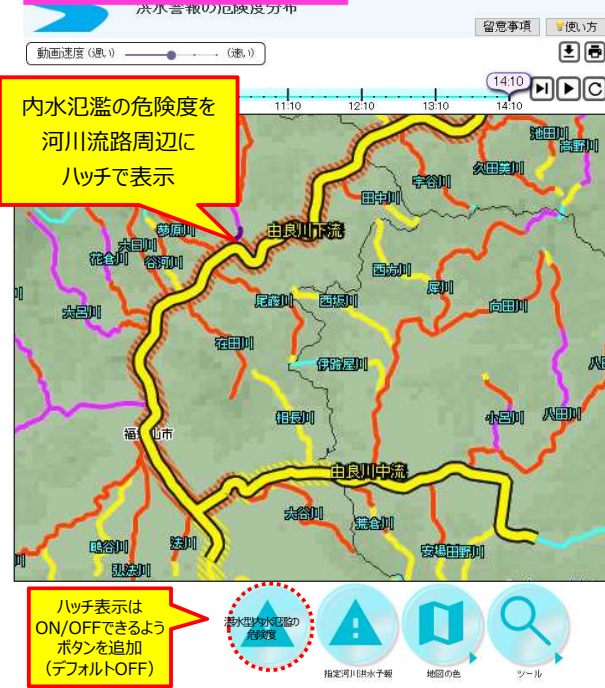 洪水警報の危険度分布
留意事項
使い方
動画速度(遅い)
(速い)
14:10
11:10
12:10
13:10
14:10
内水氾濫の危険度を
河川流路周辺に
ハッチで表示
池田川
高野川
久田美川
宇谷川
田中川
由良川下流
蓼原川
大日川
花倉川
谷河川
西方川
犀川
尾藤川
西坂川
向田川
大呂川
在田川
伊路屋川
相長川
小呂川
八田川
福知山市
由良川中流
大谷川
荒倉川
鴫谷川
法川
安場田野川
弘法川
ハッチ表示は
ON/OFFできるよう
ボタンを追加
(デフォルトOFF)
湛水型内水氾濫の
危険度
指定河川洪水予報
地図の色
ツール